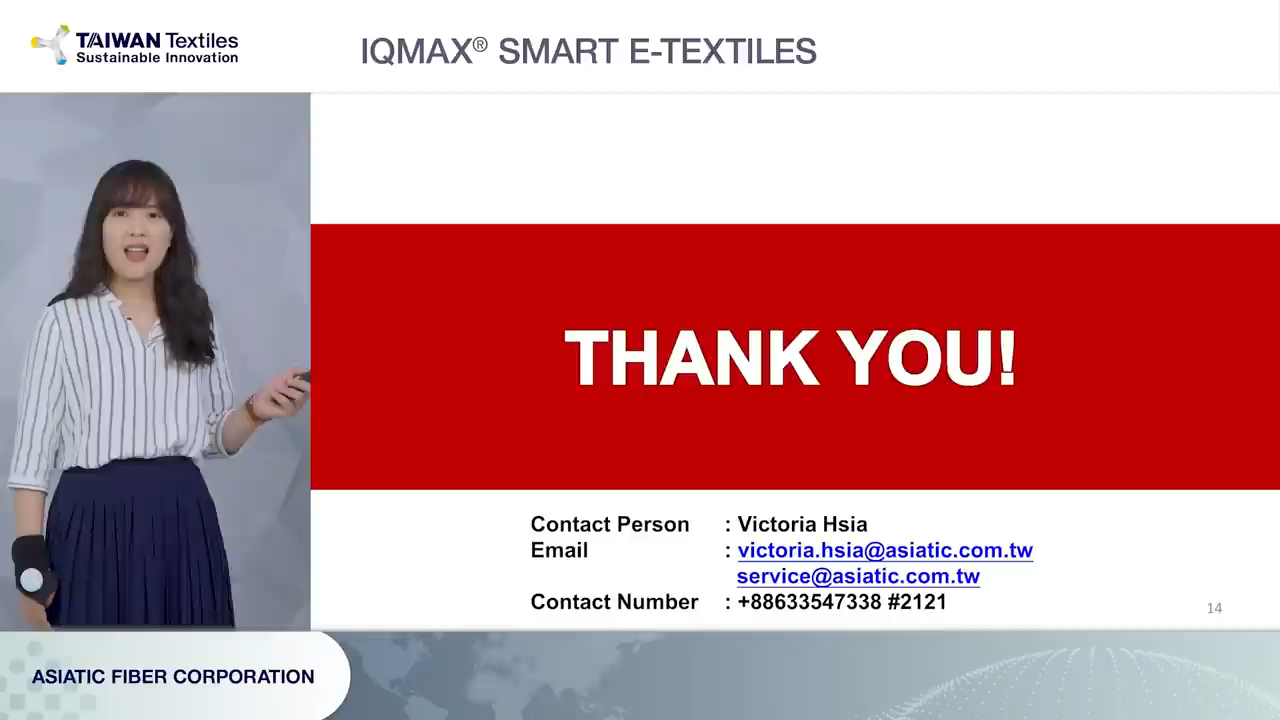 TAIWAN Textiles
Sustainable Innovation
IQMAX® SMART E-TEXTILES
THANK YOU!
Contact Person : Victoria Hsia
Email : victoria.hsia@asiatic.com.tw
service@asiatic.com.tw
Contact Number : +88633547338 #2121
14
ASIATIC FIBER CORPORATION